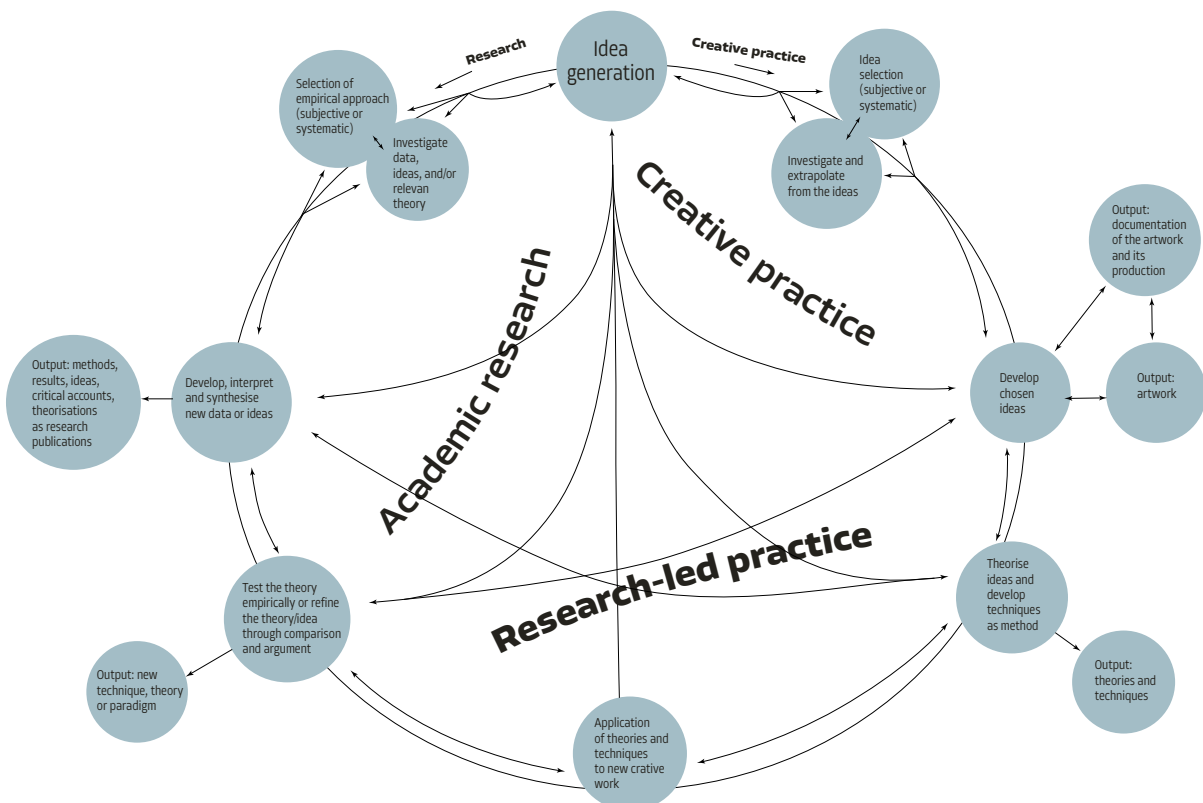 Idea
generation
Research
Creative practice
Selection of
empirical approach
(subjective or
systematic)
Investigate
data,
ideas, and/or
relevan
theory
Idea
selection
(subjective or
systematic)
Investigate and
extrapolate
from the ideas
Creative practice
Academic research
Research-led practice
Output:
documentation
of the artwork
and its
production
Output: methods,
results, ideas,
critical accounts,
theorisations
as research
publications
Develop, interpret
and synthesise
new data or ideas
Develop
chosen
ideas
Output:
artwork
Test the theory
empirically or refine
the theory/idea
through comparison
and argument
Theorise
ideas and
develop
techniques
as method
Output: new
technique, theory
or paradigm
Output:
theories and
techniques
Application
of theories and
techniques
to new crative
work